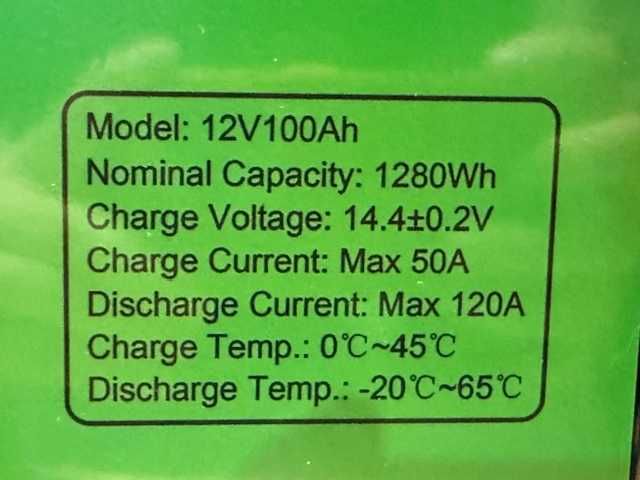 Model: 12V100Ah
Nominal Capacity: 1280Wh
Charge Voltage: 14.4±0.2V
Charge Current: Max 50A
Discharge Current: Max 120A
Charge Temp.: 0℃~45℃
Discharge Temp.: -20℃~65℃